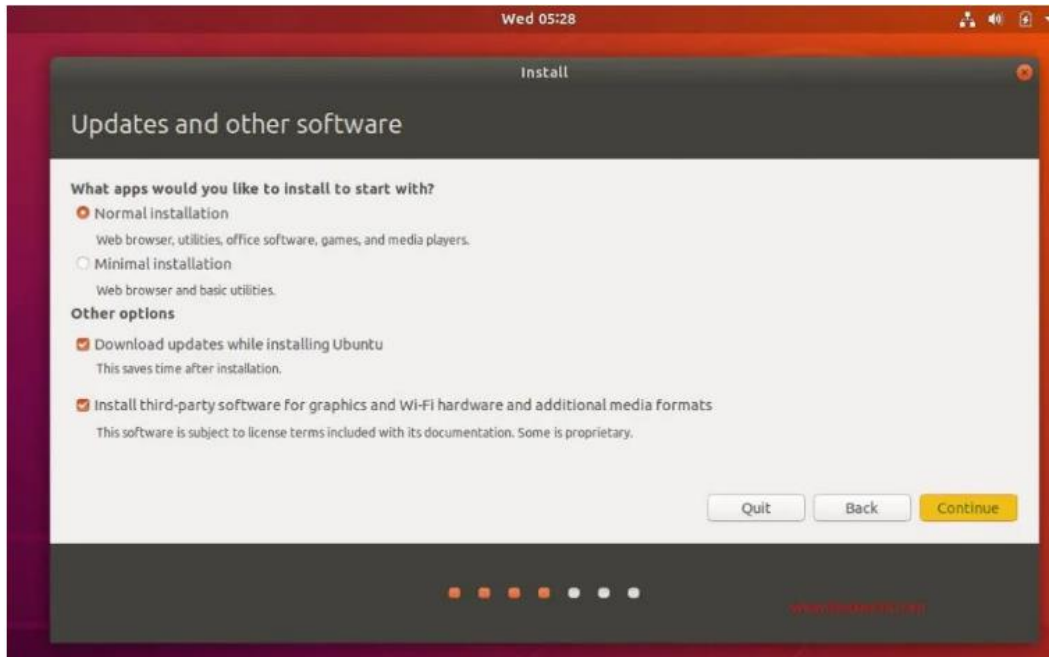 Wed 05:28
Install
Updates and other software
What apps would you like to install to start with?
Normal installation
Web browser, utilities, office software, games, and media players.
Minimal installation
Web browser and basic utilities.
Other options
Download updates while installing Ubuntu
This saves time after installation.
Install third-party software for graphics and Wi-Fi hardware and additional media formats
This software is subject to license terms included with its documentation. Some is proprietary.
Quit Back Continue